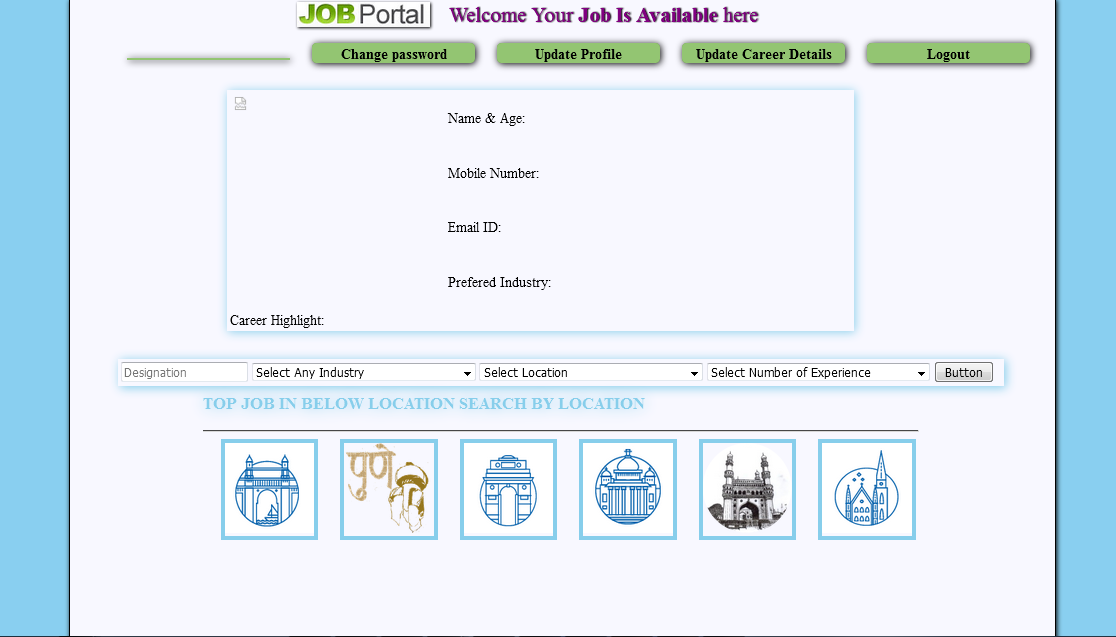 JOB Portal Welcome Your Job Is Available here
Change password Update Profile Update Career Details Logout
Name & Age:
Mobile Number:
Email ID:
Prefered Industry:
Career Highlight:
Designation Select Any Industry Select Location Select Number of Experience Button
TOP JOB IN BELOW LOCATION SEARCH BY LOCATION
पुणे